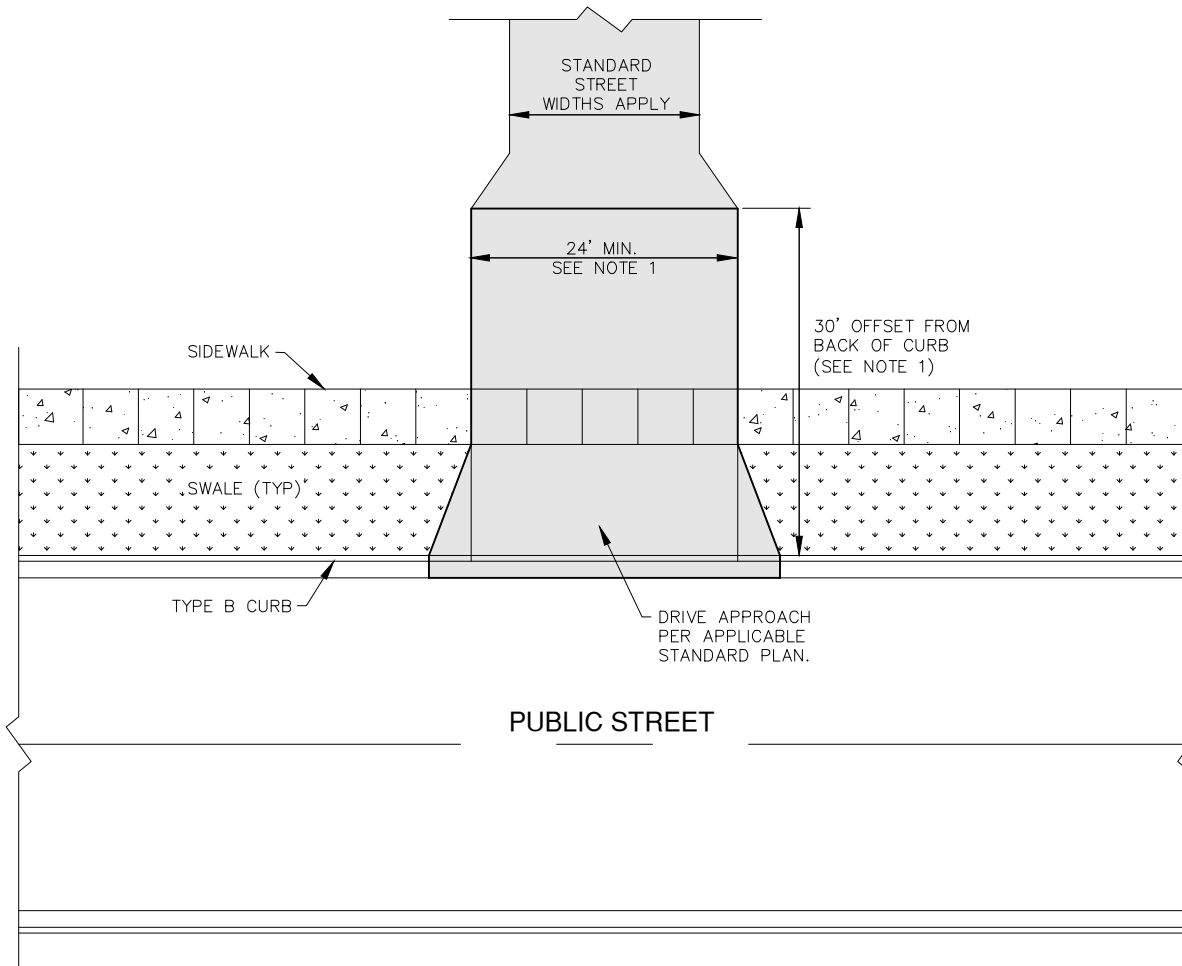 STANDARD
STREET
WIDTHS APPLY
24' MIN.
SEE NOTE 1
30' OFFSET FROM
BACK OF CURB
(SEE NOTE 1)
SIDEWALK
SWALE (TYP)
TYPE B CURB
DRIVE APPROACH
PER APPLICABLE
STANDARD PLAN.
PUBLIC STREET